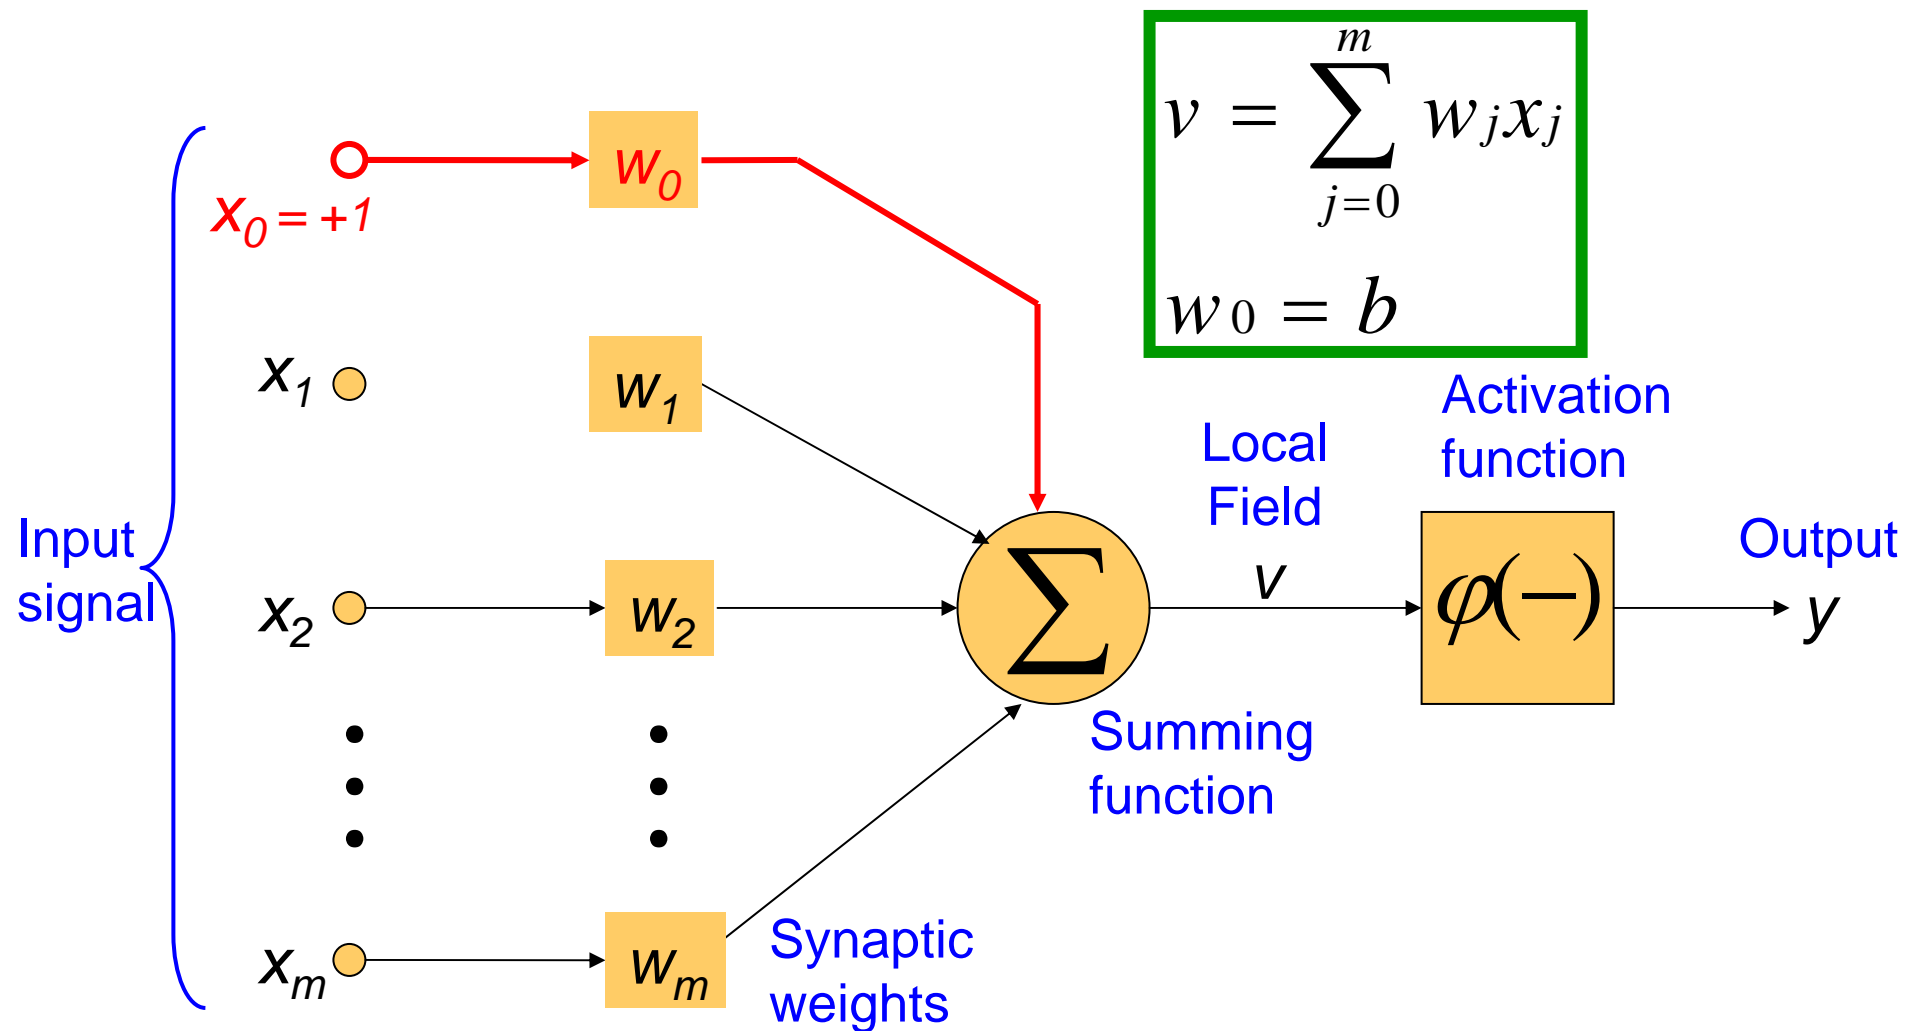 m
v = ∑ w_j x_j
j=0
w_0 = b
x_0 = +1
w_0
x_1
w_1
Activation
function
Local
Field
v
Input
signal
x_2
w_2
∑
φ(−)
Output
y
Summing
function
x_m
w_m
Synaptic
weights